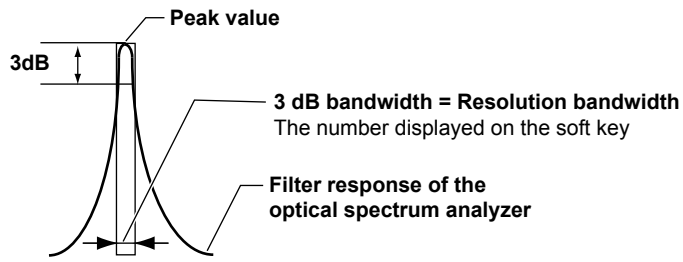 Peak value
3dB
3 dB bandwidth = Resolution bandwidth
The number displayed on the soft key
Filter response of the
optical spectrum analyzer